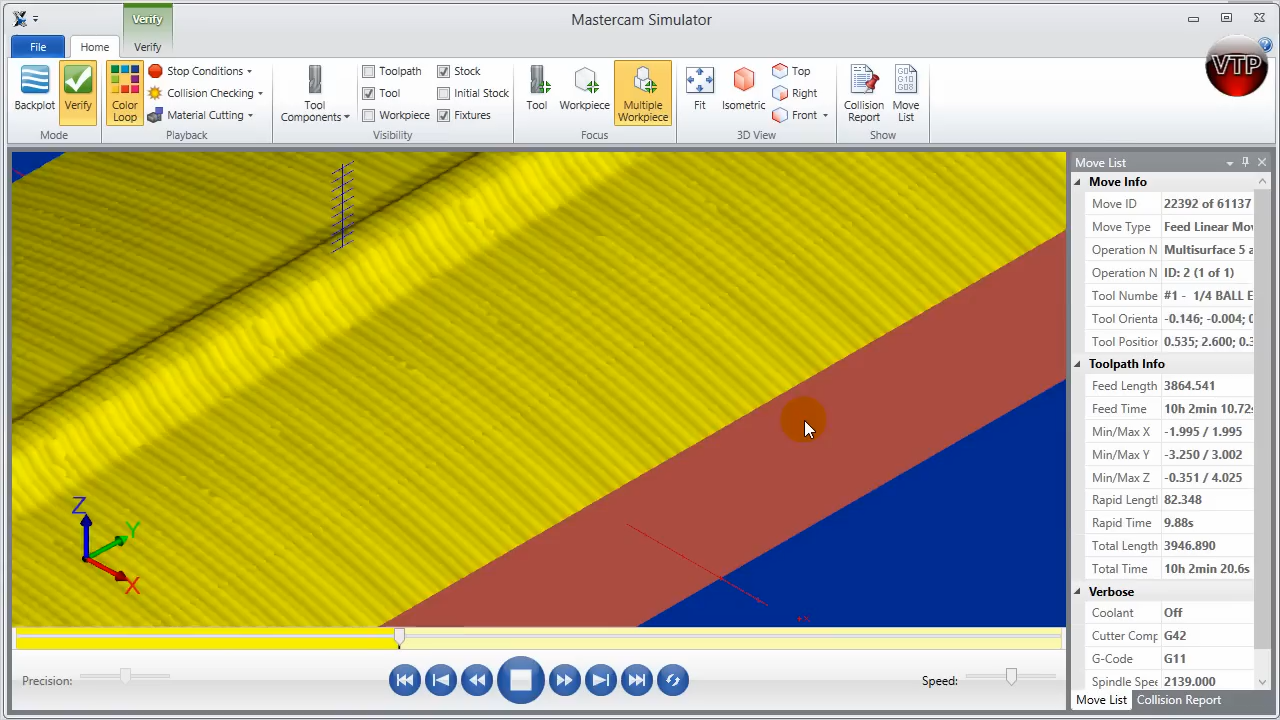 Verify
Mastercam Simulator
File
Home
Verify
VTP
Backplot
Verify
Mode
Color Loop
Stop Conditions
Collision Checking
Material Cutting
Playback
Tool Components
Toolpath
Tool
Workpiece
Stock
Initial Stock
Fixtures
Visibility
Tool
Workpiece
Multiple Workpiece
Focus
Fit
Isometric
Top
Right
Front
3D View
Collision Report
Move List
Show
Move List
Move Info
Move ID 22392 of 61137
Move Type Feed Linear Mov
Operation N Multisurface 5 a
Operation N ID: 2 (1 of 1)
Tool Numbe #1 - 1/4 BALL E
Tool Orienta -0.146; -0.004; 0
Tool Position 0.535; 2.600; 0.3
Toolpath Info
Feed Length 3864.541
Feed Time 10h 2min 10.72s
Min/Max X -1.995 / 1.995
Min/Max Y -3.250 / 3.002
Min/Max Z -0.351 / 4.025
Rapid Length 82.348
Rapid Time 9.88s
Total Length 3946.890
Total Time 10h 2min 20.6s
Verbose
Coolant Off
Cutter Comp G42
G-Code G11
Spindle Spee 2139.000
Move List
Collision Report
Z
Y
X
Precision:
Speed: